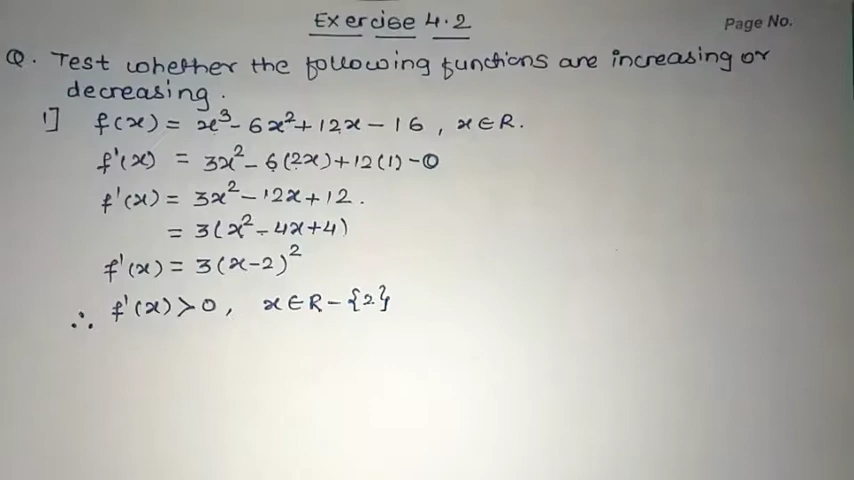 Exercise 4.2
Page No.
Q. Test whether the following functions are increasing or
decreasing.
1] f(x) = x³ - 6x² + 12x - 16, x ∈ R.
f'(x) = 3x² - 6(2x) + 12(1) - 0
f'(x) = 3x² - 12x + 12.
= 3(x² - 4x + 4)
f'(x) = 3(x-2)²
∴ f'(x) > 0, x ∈ R - {2}